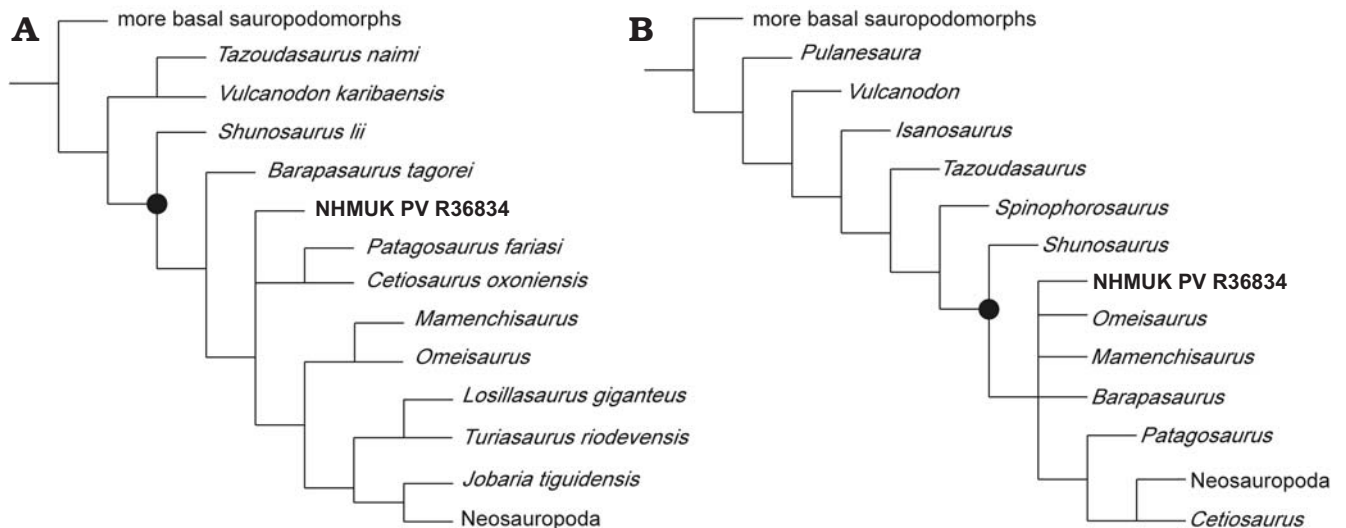 A
more basal sauropodomorphs
Tazoudasaurus naimi
Vulcanodon karibaensis
Shunosaurus lii
Barapasaurus tagorei
NHMUK PV R36834
Patagosaurus fariasi
Cetiosaurus oxoniensis
Mamenchisaurus
Omeisaurus
Losillasaurus giganteus
Turiasaurus riodevensis
Jobaria tiguidensis
Neosauropoda
B
more basal sauropodomorphs
Pulanesaura
Vulcanodon
Isanosaurus
Tazoudasaurus
Spinophorosaurus
Shunosaurus
NHMUK PV R36834
Omeisaurus
Mamenchisaurus
Barapasaurus
Patagosaurus
Neosauropoda
Cetiosaurus